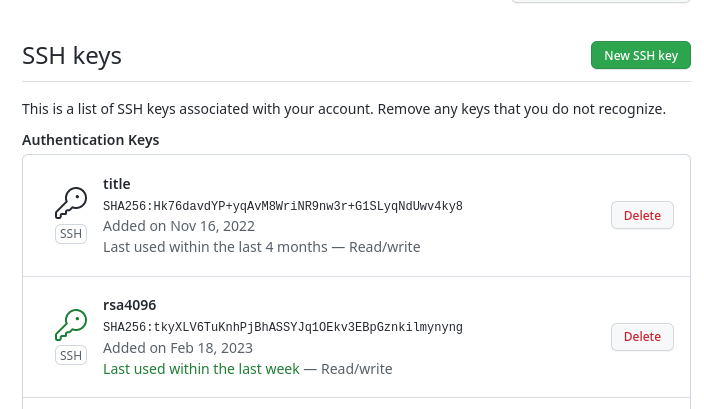 SSH keys
New SSH key
This is a list of SSH keys associated with your account. Remove any keys that you do not recognize.
Authentication Keys
title
SHA256:Hk76davdYP+yqAvM8WriNR9nw3r+G1SLyqNdUwv4ky8
Added on Nov 16, 2022
Last used within the last 4 months — Read/write
SSH
Delete
rsa4096
SHA256:tkyXLV6TuKnhPjBhASSYJq1OEkv3EBpGznkilmynyng
Added on Feb 18, 2023
Last used within the last week — Read/write
SSH
Delete